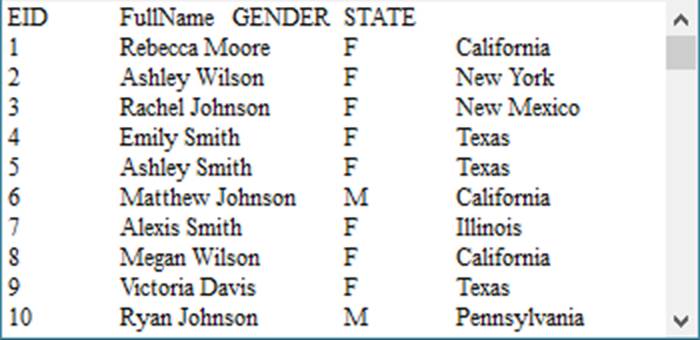 EID FullName GENDER STATE
1 Rebecca Moore F California
2 Ashley Wilson F New York
3 Rachel Johnson F New Mexico
4 Emily Smith F Texas
5 Ashley Smith F Texas
6 Matthew Johnson M California
7 Alexis Smith F Illinois
8 Megan Wilson F California
9 Victoria Davis F Texas
10 Ryan Johnson M Pennsylvania